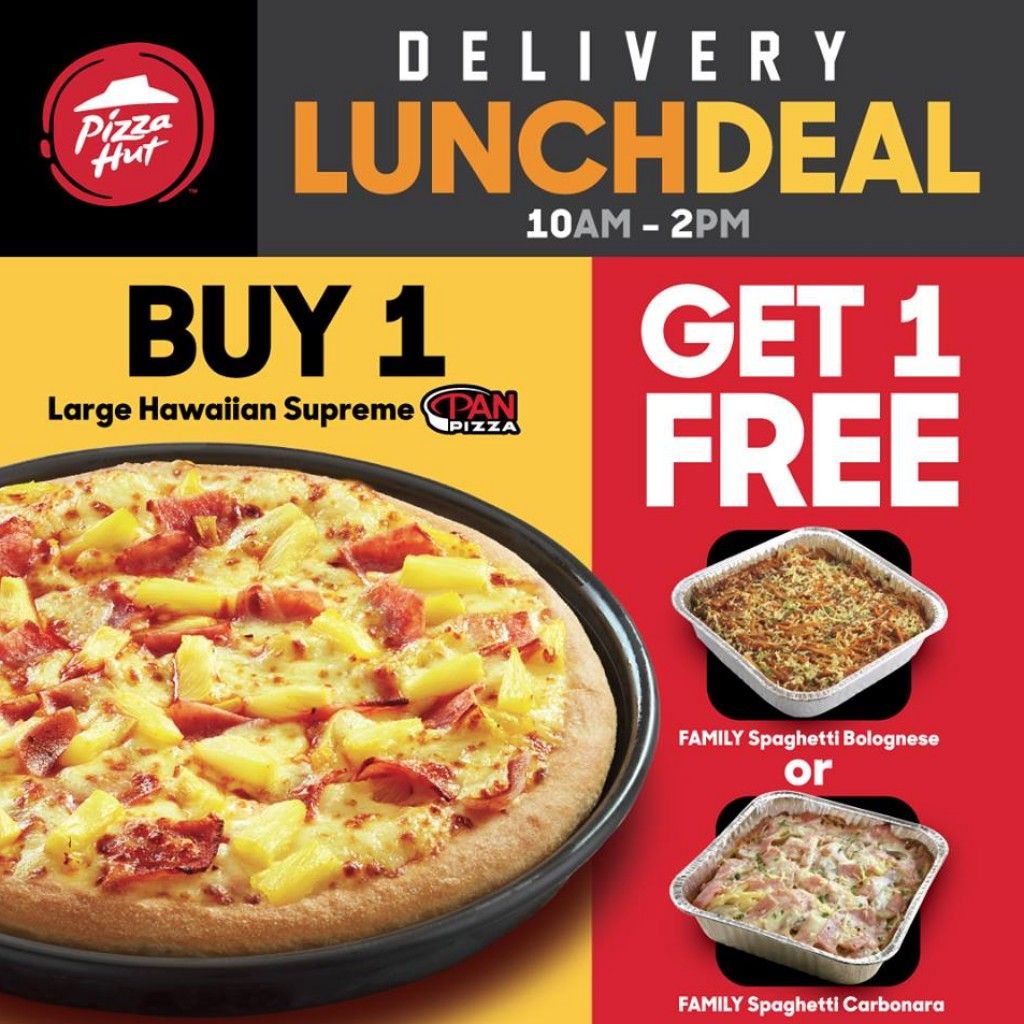 Pizza
Hut
DELIVERY
LUNCHDEAL
10AM - 2PM
BUY 1
Large Hawaiian Supreme PAN PIZZA
GET 1
FREE
FAMILY Spaghetti Bolognese
or
FAMILY Spaghetti Carbonara